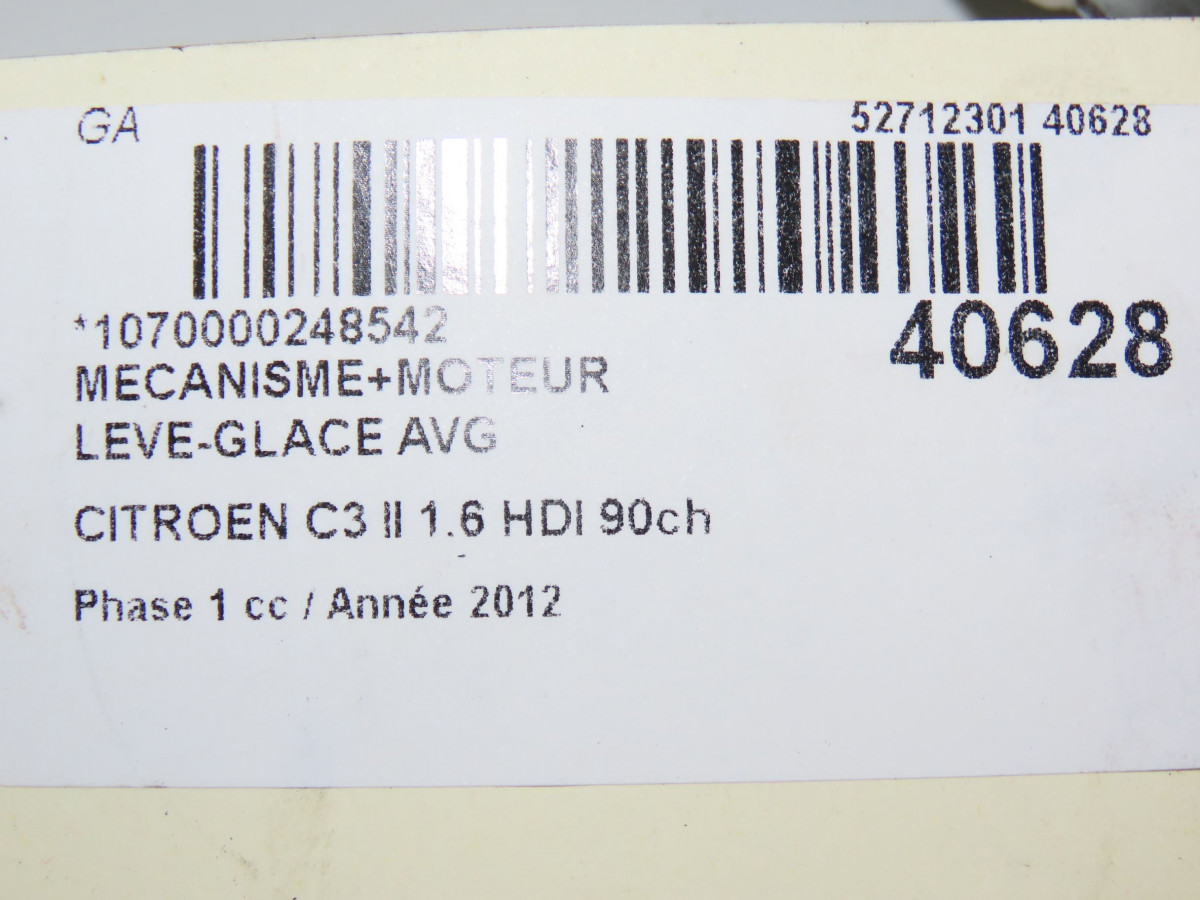 GA
52712301 40628
*1070000248542
40628
MECANISME+MOTEUR
LEVE-GLACE AVG
CITROEN C3 II 1.6 HDI 90ch
Phase 1 cc / Année 2012